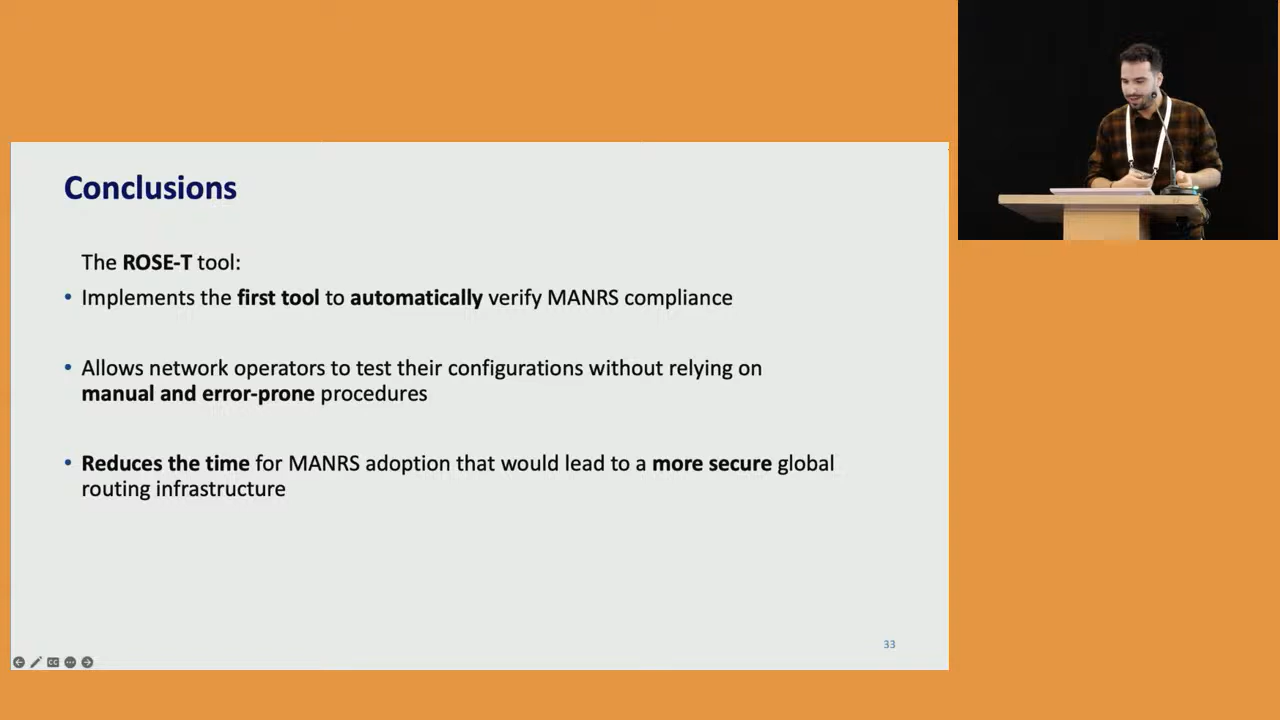 Conclusions
The ROSE-T tool:
• Implements the first tool to automatically verify MANRS compliance
• Allows network operators to test their configurations without relying on
manual and error-prone procedures
• Reduces the time for MANRS adoption that would lead to a more secure global
routing infrastructure
33
CC